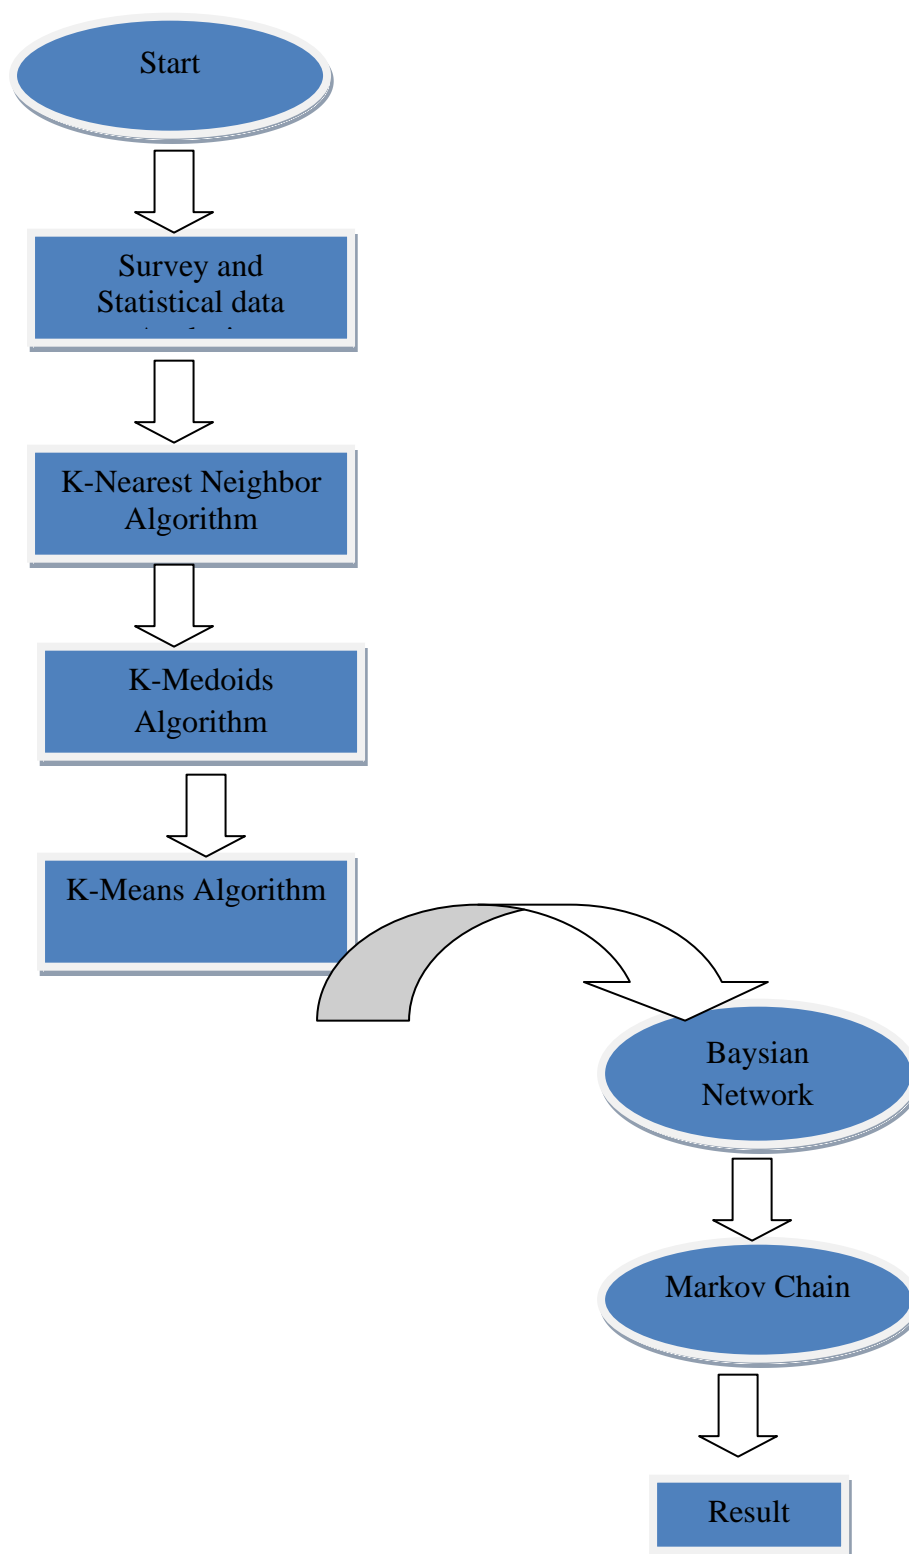 Start
Survey and
Statistical data
K-Nearest Neighbor
Algorithm
K-Medoids
Algorithm
K-Means Algorithm
Baysian
Network
Markov Chain
Result